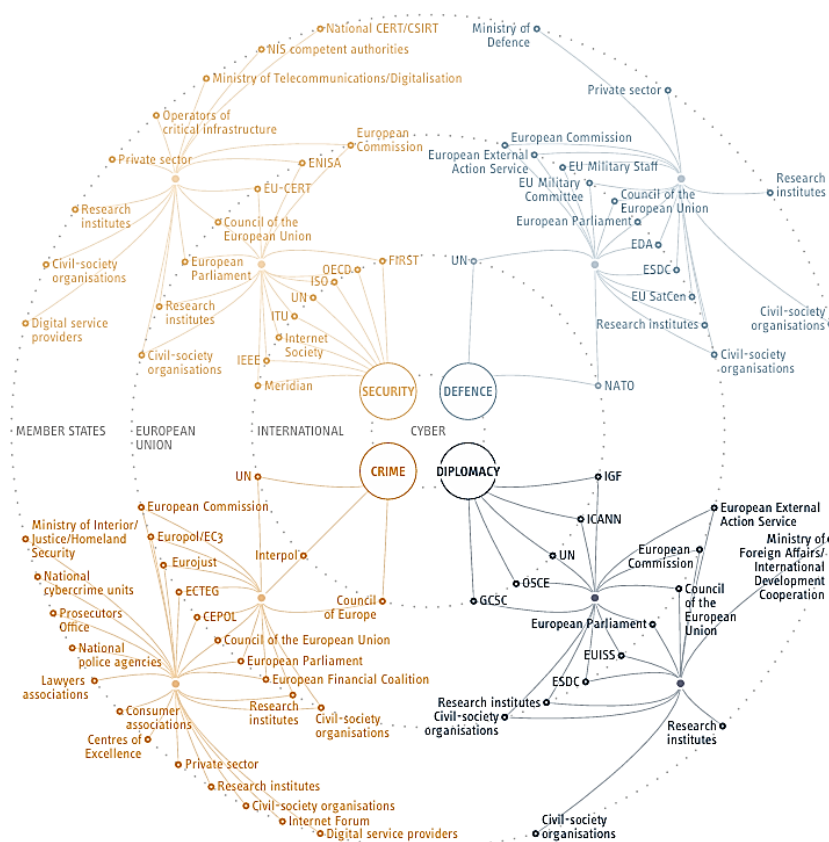 National CERT/CSIRT
NIS competent authorities
Ministry of Telecommunications/Digitalisation
Operators of
critical infrastructure
Private sector
European
Commission
ENISA
EU-CERT
Research
institutes
Council of the
European Union
Civil-society
organisations
European
Parliament
FIRST
OECD
ISO
UN
ITU
Research
institutes
Digital service
providers
Internet
Society
IEEE
Civil-society
organisations
Meridian
SECURITY
Ministry of
Defence
Private sector
European Commission
European External
Action Service
EU Military Staff
EU Military
Committee
Research
institutes
Council of the
European Union
European Parliament
EDA
UN
ESDC
EU SatCen
Civil-society
organisations
Research institutes
Civil-society
organisations
NATO
DEFENCE
MEMBER STATES
EUROPEAN
UNION
INTERNATIONAL
CYBER
CRIME
UN
European Commission
Ministry of Interior/
Justice/Homeland
Security
Europol/EC3
Interpol
Eurojust
National
cybercrime units
ECTEG
Council
of Europe
Prosecutors
Office
CEPOL
Council of the European Union
National
police agencies
European Parliament
Lawyers
associations
European Financial Coalition
Consumer
associations
Research
institutes
Civil-society
organisations
Centres of
Excellence
Private sector
Research institutes
Civil-society organisations
Internet Forum
Digital service providers
DIPLOMACY
IGF
ICANN
European External
Action Service
UN
European
Commission
Ministry of
Foreign Affairs/
International
Development
Cooperation
OSCE
GCSC
Council
of the
European
Union
European Parliament
EUISS
ESDC
Research institutes
Civil-society
organisations
Research
institutes
Civil-society
organisations